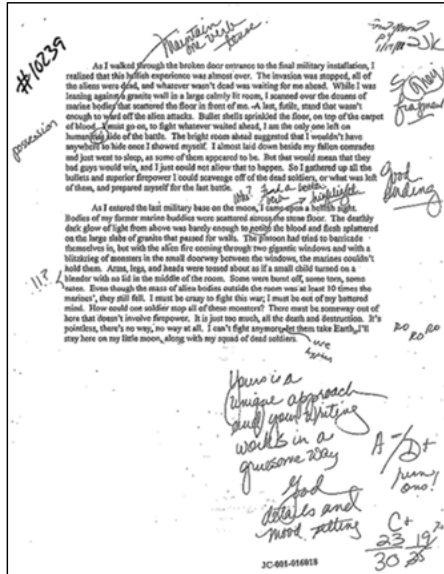 Maintain
one verb
tense
#10239
As I walked through the broken door entrance to the final military installation, I
realized that this hellish experience was almost over. The invasion was stopped, all of
the aliens were dead, and whatever wasn't dead was waiting for me ahead. While I was
leaning against a granite wall in a large calmly lit room, I scanned over the dozens of
marine bodies that scattered the floor in front of me. A last, futile, stand that wasn't
enough to ward off the alien attacks. Bullet shells sprinkled the floor, on top of the carpet
of blood. I must go on, to fight whatever waited ahead, I am the only one left on
side of the battle. The bright room ahead suggested that I wouldn't have
anywhere to hide once I showed myself. I almost laid down beside my fallen comrades
and just went to sleep, as some of them appeared to be. But that would mean that they
bad guys would win, and I just could not allow that to happen. So I gathered up all the
bullets and superior firepower I could scavenge off of the dead soldiers, or what was left
of them, and prepared myself for the last battle.
fragment
possession
Good
ending
Find a better
As I entered the last military base on the moon, I came upon a hellish sight.
Bodies of my former marine buddies were scattered across the stone floor. The deathly
dark glow of light from above was barely enough to notice the blood and flesh splattered
on the large slabs of granite that passed for walls. The platoon had tried to barricade
themselves in, but with the alien fire coming through two gigantic windows and with a
blitzkrieg of monsters in the small doorway between the windows, the marines couldn't
hold them. Arms, legs, and heads were tossed about as if a small child turned on a
blender with no lid in the middle of the room. Some were burnt off, some torn, some
eaten. Even though the mass of alien bodies outside the room was at least 10 times the
marines', they still fell. I must be crazy to fight this war; I must be out of my battered
mind. How could one soldier stop all of these monsters? There must be someway out of
here that doesn't involve firepower. It is just too much, all the death and destruction. It's
pointless, there's no way, no way at all. I can't fight anymore, let them take Earth, I'll
stay here on my little moon, along with my squad of dead soldiers.
!!?
RO
RO
RO
Yours is a
unique approach
and your writing
works in a
gruesome way
Good
details and
mood setting
A-/B+
C+
23 19
30 25
JC-001-016018